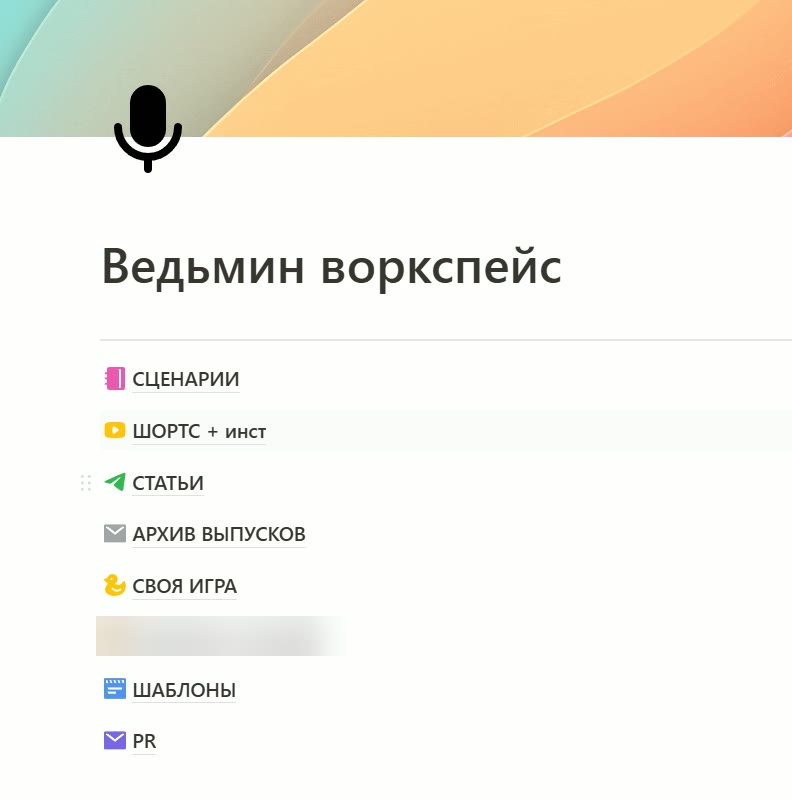 Ведьмин воркспейс
СЦЕНАРИИ
ШОРТС + инст
СТАТЬИ
АРХИВ ВЫПУСКОВ
СВОЯ ИГРА
ШАБЛОНЫ
PR